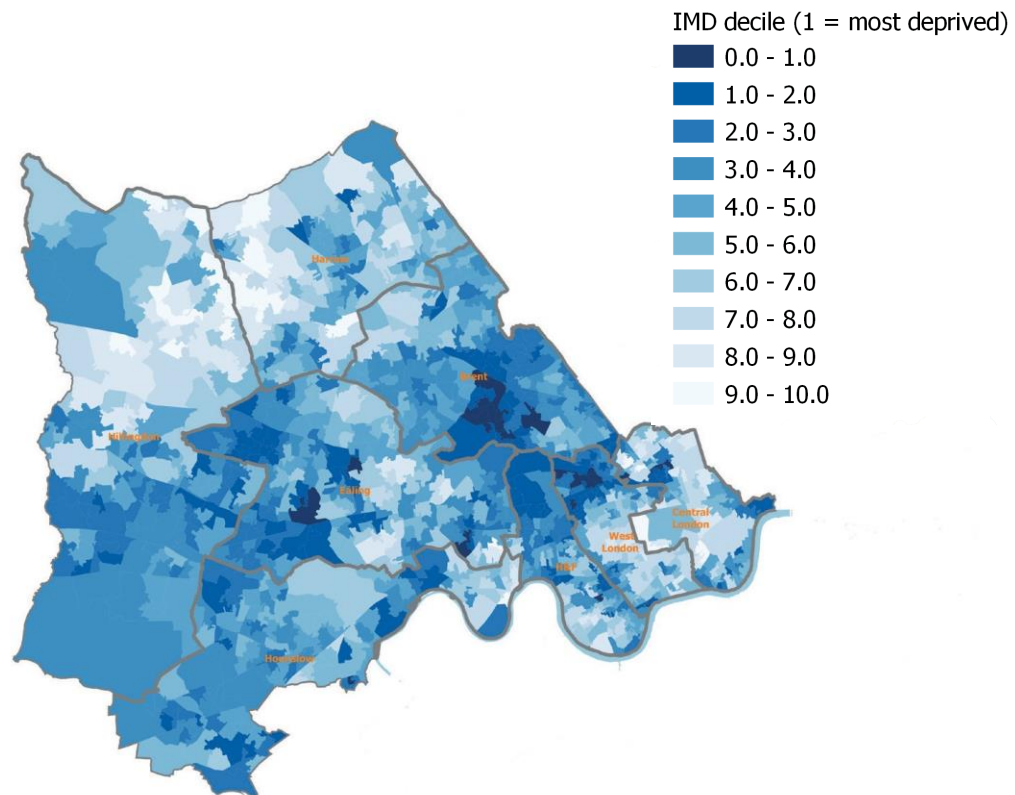 IMD decile (1 = most deprived)
0.0 - 1.0
1.0 - 2.0
2.0 - 3.0
3.0 - 4.0
4.0 - 5.0
5.0 - 6.0
6.0 - 7.0
7.0 - 8.0
8.0 - 9.0
9.0 - 10.0
Harrow
Brent
Hillingdon
Ealing
Central
London
West
London
H&F
Hounslow